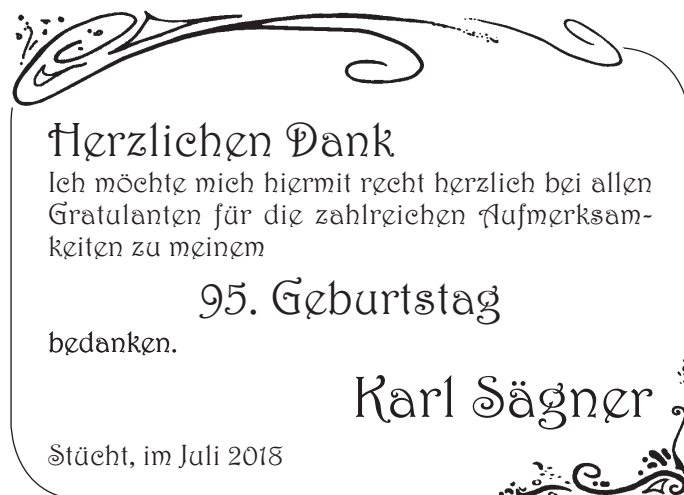 Herzlichen Dank
Ich möchte mich hiermit recht herzlich bei allen
Gratulanten für die zahlreichen Aufmerksam-
keiten zu meinem
95. Geburtstag
bedanken.
Karl Sägner
Stücht, im Juli 2018